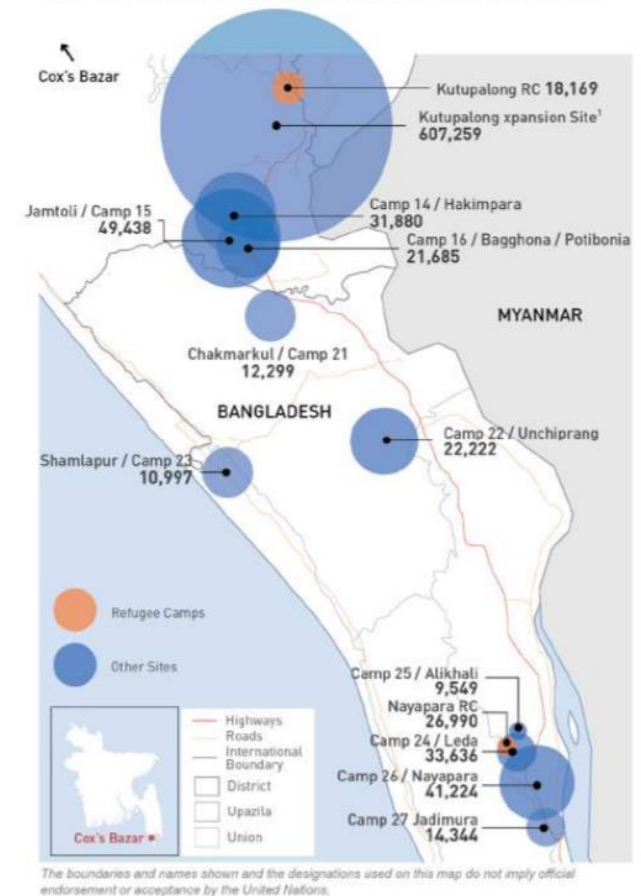 Cox's Bazar
Kutupalong RC 18,169
Kutupalong xpansion Site¹
607,259
Camp 14 / Hakimpara
31,880
Jamtoli / Camp 15
49,438
Camp 16 / Bagghona / Potibonia
21,685
MYANMAR
Chakmarkul / Camp 21
12,299
BANGLADESH
Camp 22 / Unchiprang
22,222
Shamlapur / Camp 23
10,997
Refugee Camps
Other Sites
Camp 25 / Alikhali
9,549
Nayapara RC
26,990
Camp 24 / Leda
33,636
Camp 26 / Nayapara
41,224
Camp 27 Jadimura
14,344
Highways
Roads
International
Boundary
District
Upazila
Union
Cox's Bazar
The boundaries and names shown and the designations used on this map do not imply official
endorsement or acceptance by the United Nations.